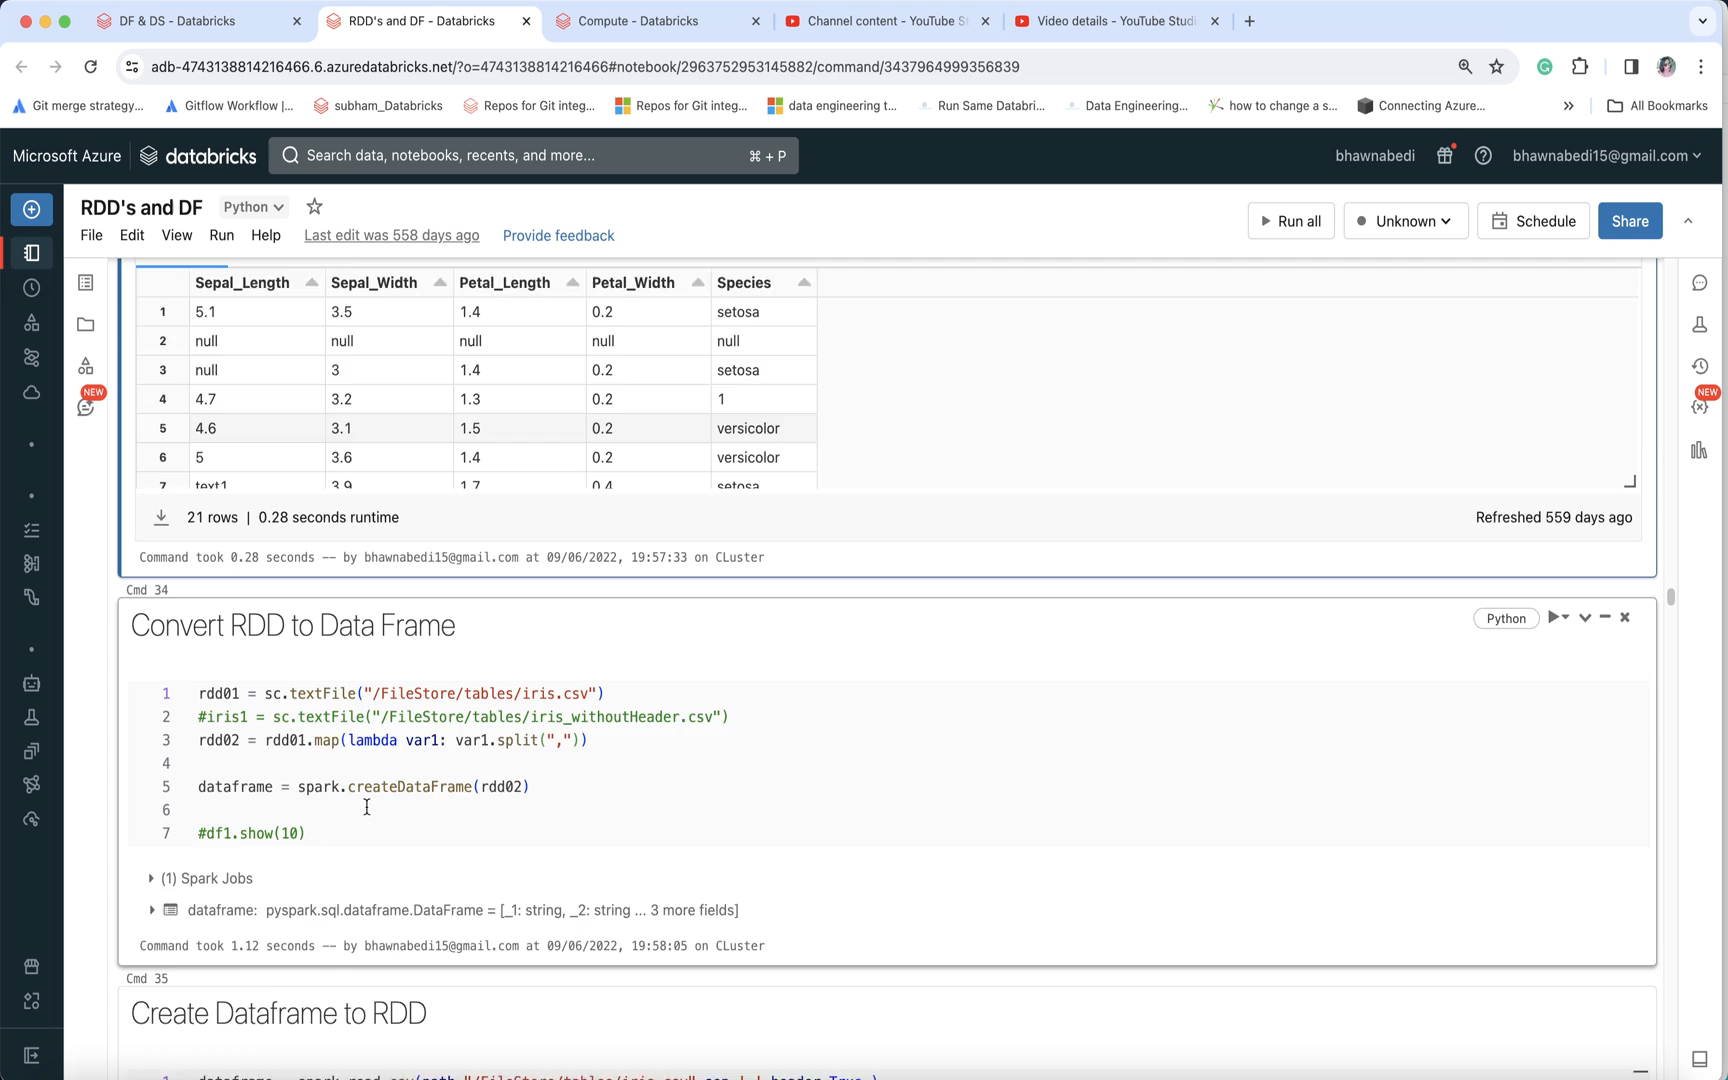 DF & DS - Databricks
RDD's and DF - Databricks
Compute - Databricks
Channel content - YouTube St
Video details - YouTube Studi
adb-4743138814216466.6.azuredatabricks.net/?o=4743138814216466#notebook/2963752953145882/command/3437964999356839
Git merge strategy...
Gitflow Workflow |...
subham_Databricks
Repos for Git integ...
Repos for Git integ...
data engineering t...
Run Same Databri...
Data Engineering...
how to change a s...
Connecting Azure...
All Bookmarks
Microsoft Azure
databricks
Search data, notebooks, recents, and more...
⌘ + P
bhawnabedi
bhawnabedi15@gmail.com
RDD's and DF
Python
Run all
Unknown
Schedule
Share
File Edit View Run Help Last edit was 558 days ago Provide feedback
NEW
NEW
Sepal_Length Sepal_Width Petal_Length Petal_Width Species
1 5.1 3.5 1.4 0.2 setosa
2 null null null null null
3 null 3 1.4 0.2 setosa
4 4.7 3.2 1.3 0.2 1
5 4.6 3.1 1.5 0.2 versicolor
6 5 3.6 1.4 0.2 versicolor
7 text1 3.9 1.7 0.4 setosa
21 rows | 0.28 seconds runtime
Refreshed 559 days ago
Command took 0.28 seconds -- by bhawnabedi15@gmail.com at 09/06/2022, 19:57:33 on CLuster
Cmd 34
Convert RDD to Data Frame
Python
1 rdd01 = sc.textFile("/FileStore/tables/iris.csv")
2 #iris1 = sc.textFile("/FileStore/tables/iris_withoutHeader.csv")
3 rdd02 = rdd01.map(lambda var1: var1.split(","))
4
5 dataframe = spark.createDataFrame(rdd02)
6
7 #df1.show(10)
(1) Spark Jobs
dataframe: pyspark.sql.dataframe.DataFrame = [_1: string, _2: string ... 3 more fields]
Command took 1.12 seconds -- by bhawnabedi15@gmail.com at 09/06/2022, 19:58:05 on CLuster
Cmd 35
Create Dataframe to RDD